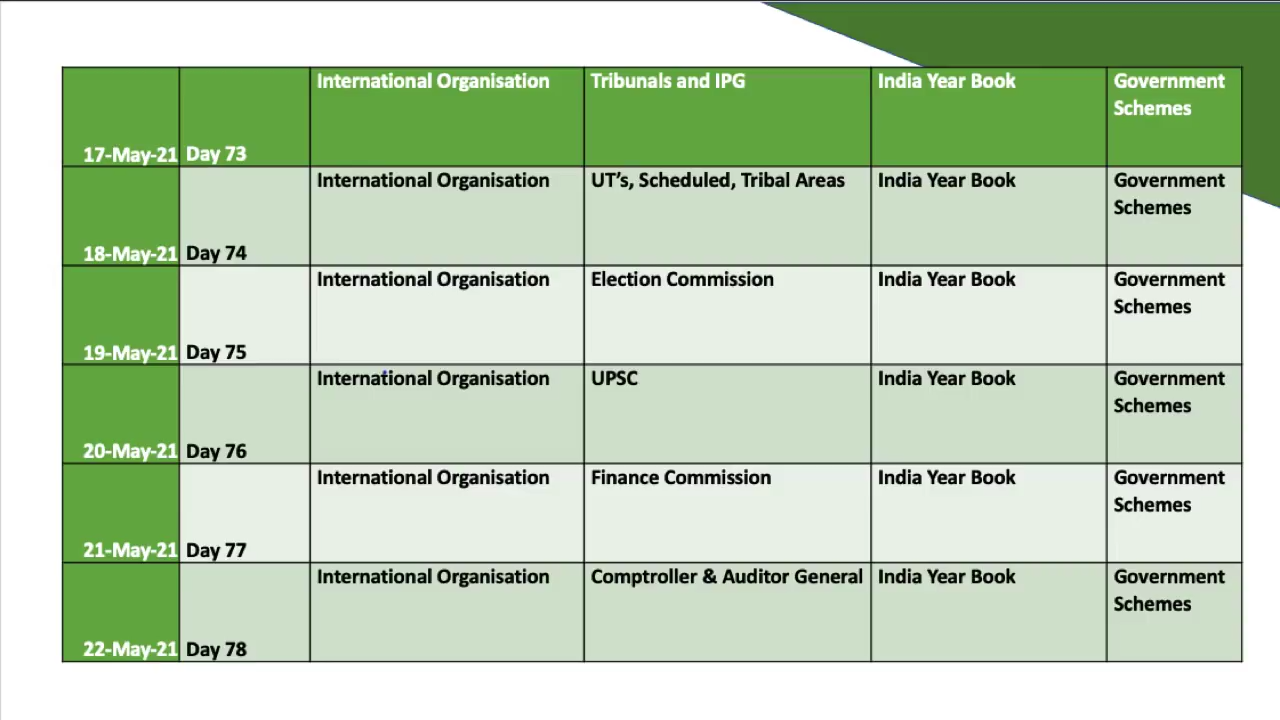 17-May-21 Day 73 International Organisation Tribunals and IPG India Year Book Government Schemes
18-May-21 Day 74 International Organisation UT’s, Scheduled, Tribal Areas India Year Book Government Schemes
19-May-21 Day 75 International Organisation Election Commission India Year Book Government Schemes
20-May-21 Day 76 International Organisation UPSC India Year Book Government Schemes
21-May-21 Day 77 International Organisation Finance Commission India Year Book Government Schemes
22-May-21 Day 78 International Organisation Comptroller & Auditor General India Year Book Government Schemes